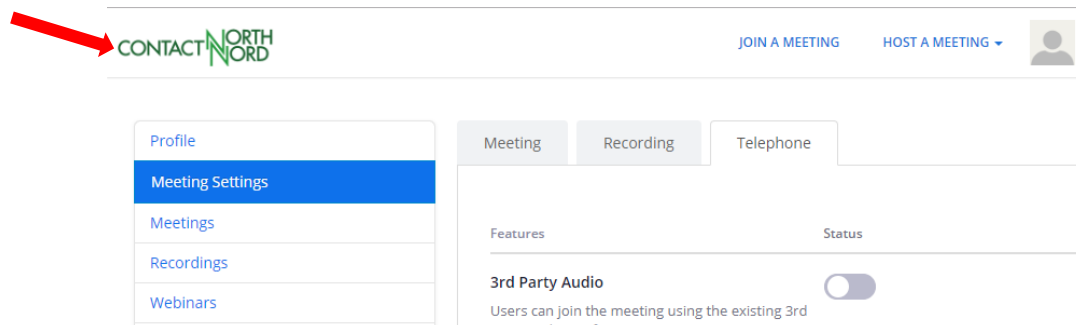 CONTACT NORTH NORD
JOIN A MEETING
HOST A MEETING
Profile
Meeting Settings
Meetings
Recordings
Webinars
Meeting
Recording
Telephone
Features
Status
3rd Party Audio
Users can join the meeting using the existing 3rd